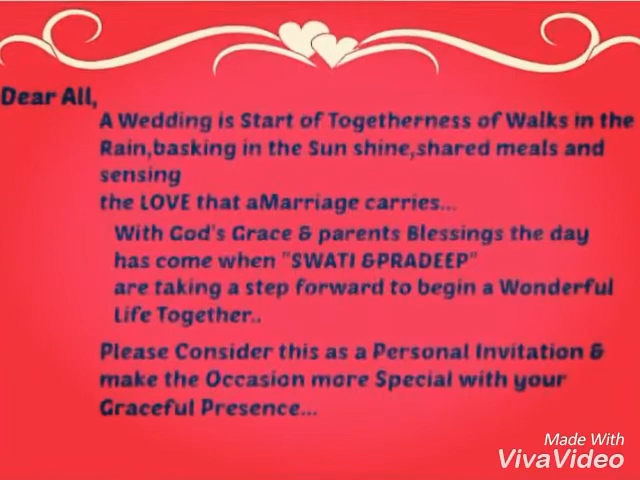 Dear All,
A Wedding is Start of Togetherness of Walks in the
Rain,basking in the Sun shine,shared meals and
sensing
the LOVE that aMarriage carries...
With God's Grace & parents Blessings the day
has come when "SWATI &PRADEEP"
are taking a step forward to begin a Wonderful
Life Together..
Please Consider this as a Personal Invitation &
make the Occasion more Special with your
Graceful Presence...
Made With
VivaVideo